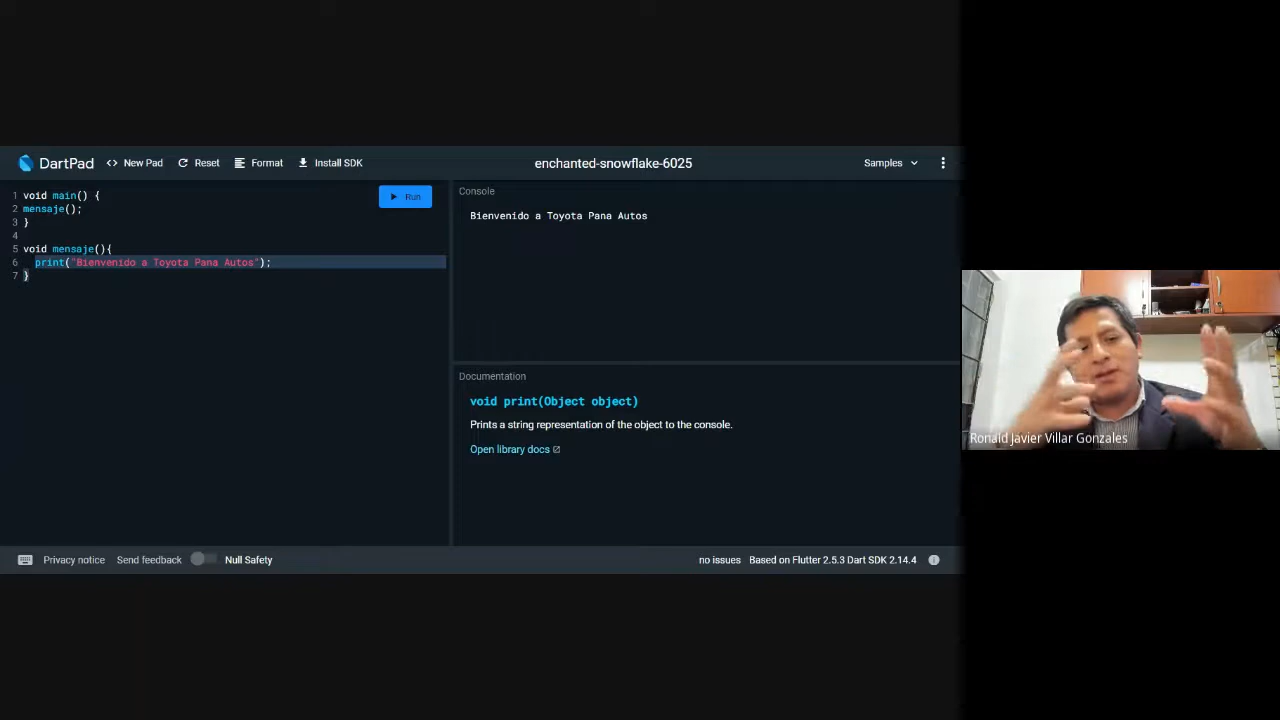 DartPad
New Pad
Reset
Format
Install SDK
enchanted-snowflake-6025
Samples
1 void main() {
2 mensaje();
3 }
4
5 void mensaje(){
6 print("Bienvenido a Toyota Pana Autos");
7 }
Run
Console
Bienvenido a Toyota Pana Autos
Documentation
void print(Object object)
Prints a string representation of the object to the console.
Open library docs
Ronald Javier Villar Gonzales
Privacy notice
Send feedback
Null Safety
no issues
Based on Flutter 2.5.3 Dart SDK 2.14.4